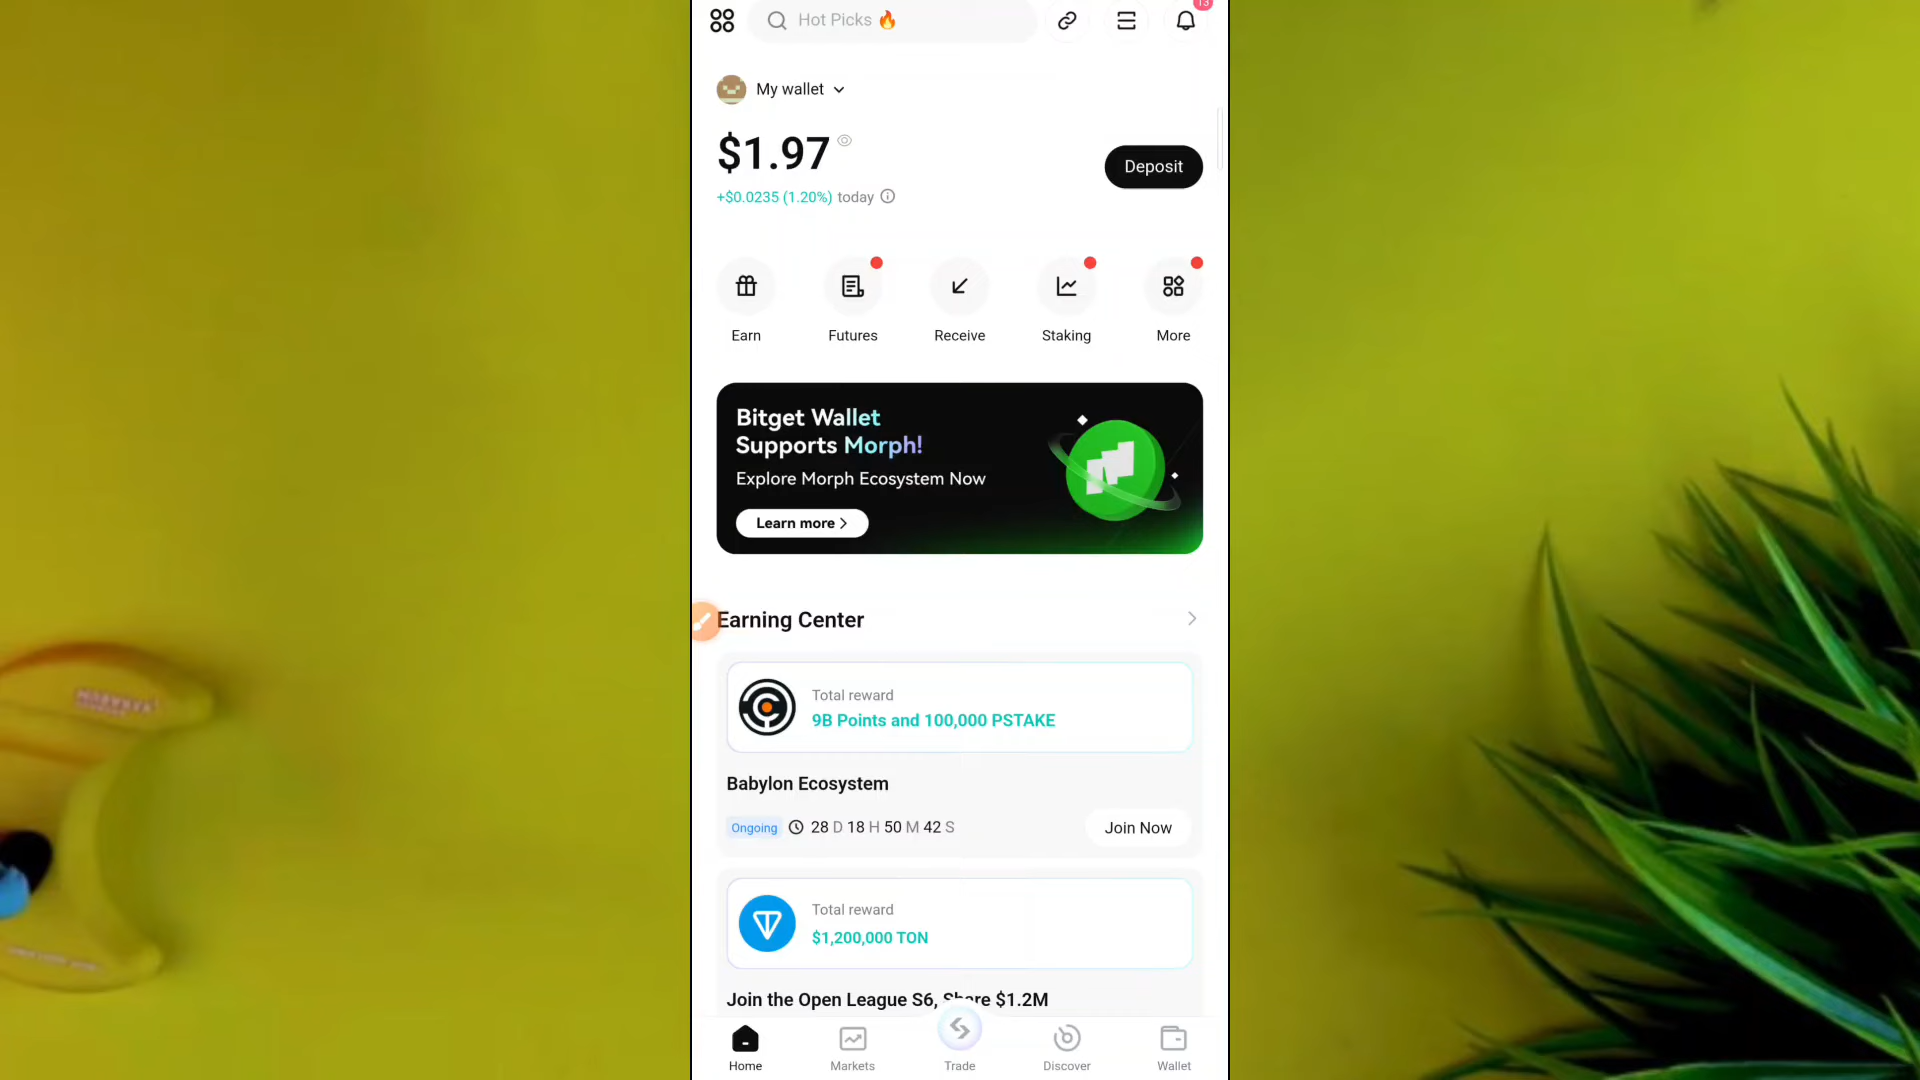 Hot Picks 🔥
13
My wallet
$1.97
+$0.0235 (1.20%) today
Deposit
Earn
Futures
Receive
Staking
More
Bitget Wallet
Supports Morph!
Explore Morph Ecosystem Now
Learn more >
Earning Center
Total reward
9B Points and 100,000 PSTAKE
Babylon Ecosystem
Ongoing 28 D 18 H 50 M 42 S
Join Now
Total reward
$1,200,000 TON
Join the Open League S6, Share $1.2M
Home
Markets
Trade
Discover
Wallet